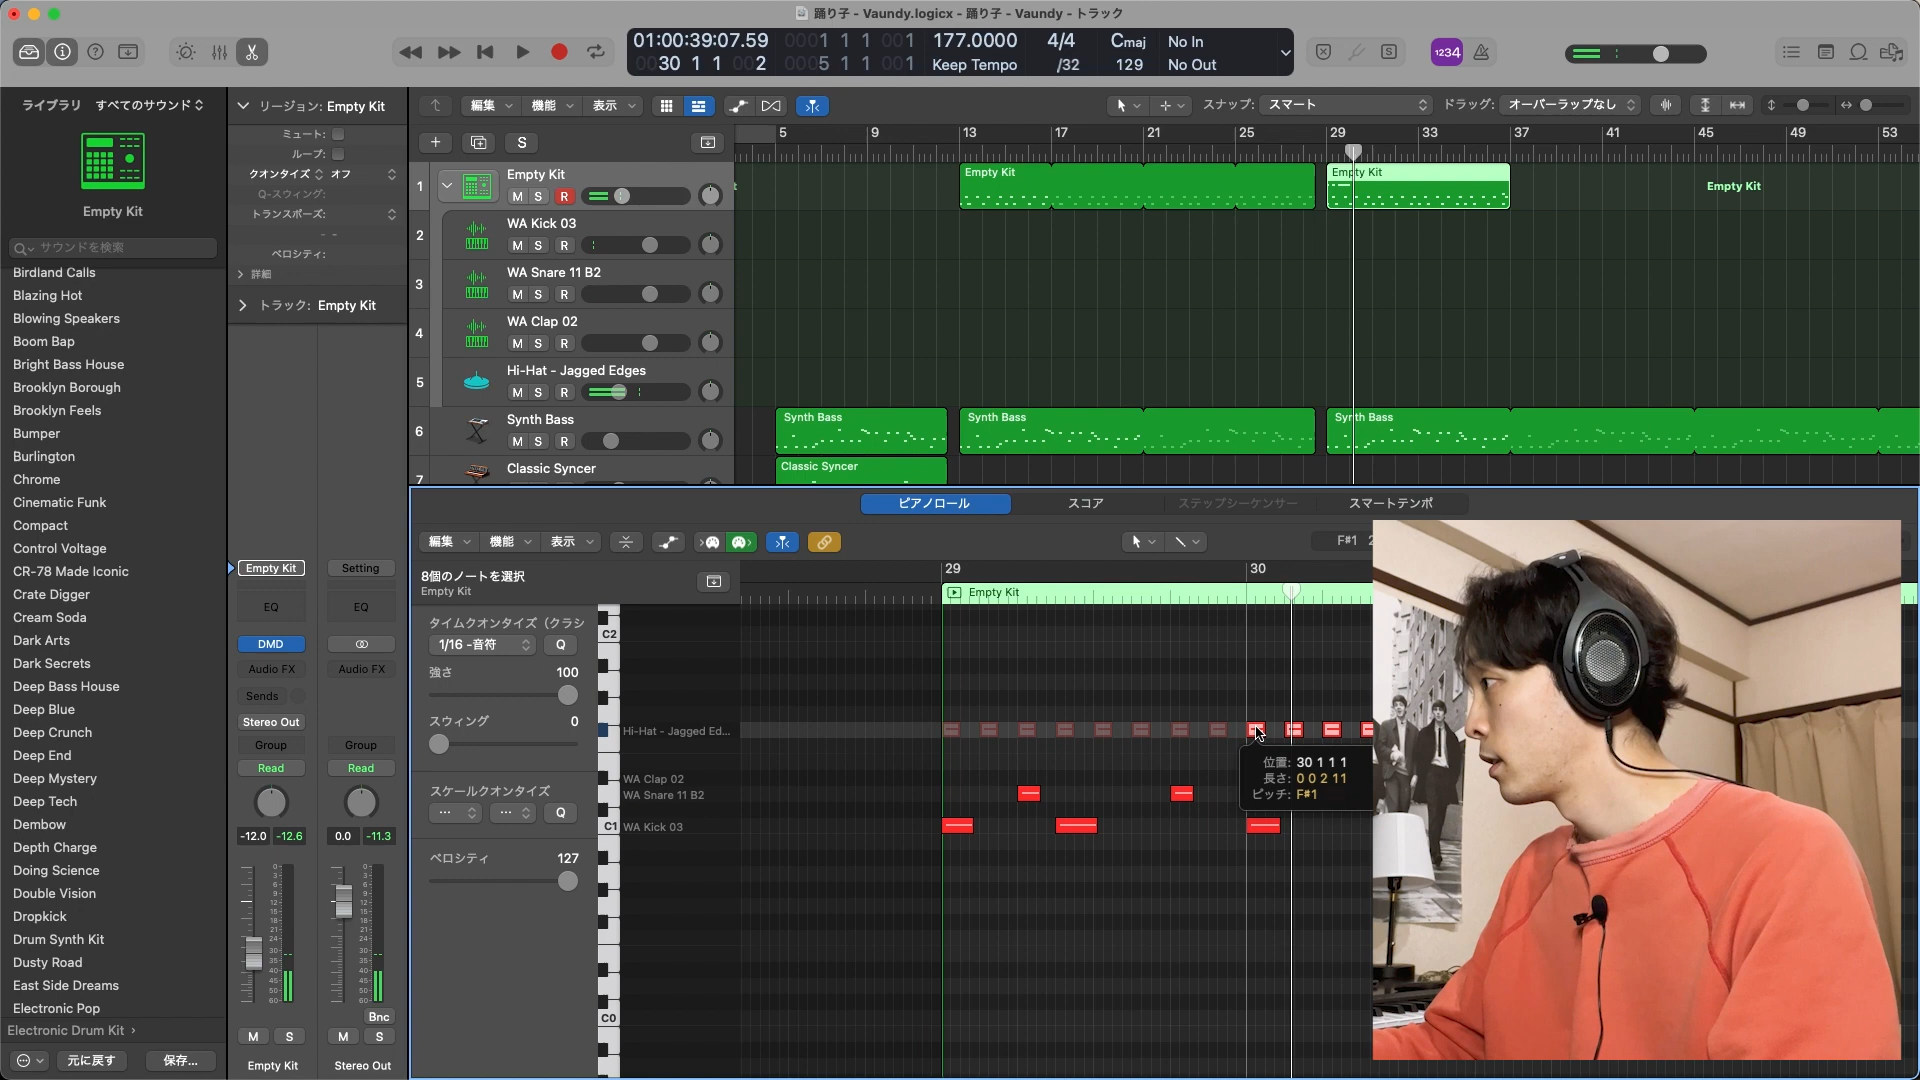 踊り子 - Vaundy.logicx - 踊り子 - Vaundy - トラック
01:00:39:07.59 0001 1 1 001 177.0000 4/4 Cmaj No In
0030 1 1 002 0005 1 1 001 Keep Tempo /32 129 No Out
1234
ライブラリ すべてのサウンド
Empty Kit
サウンドを検索
Birdland Calls
Blazing Hot
Blowing Speakers
Boom Bap
Bright Bass House
Brooklyn Borough
Brooklyn Feels
Bumper
Burlington
Chrome
Cinematic Funk
Compact
Control Voltage
CR-78 Made Iconic
Crate Digger
Cream Soda
Dark Arts
Dark Secrets
Deep Bass House
Deep Blue
Deep Crunch
Deep End
Deep Mystery
Deep Tech
Dembow
Depth Charge
Doing Science
Double Vision
Dropkick
Drum Synth Kit
Dusty Road
East Side Dreams
Electronic Pop
Electronic Drum Kit ›
元に戻す 保存...
リージョン: Empty Kit
ミュート:
ループ:
クオンタイズ オフ
Q-スウィング:
トランスポーズ:
- -
ベロシティ:
詳細
トラック: Empty Kit
Empty Kit Setting
EQ EQ
DMD
Audio FX Audio FX
Sends
Stereo Out
Group Group
Read Read
-12.0 -12.6 0.0 -11.3
Bnc
M S M S
Empty Kit Stereo Out
編集 機能 表示
スナップ: スマート ドラッグ: オーバーラップなし
S
5 9 13 17 21 25 29 33 37 41 45 49 53
1 Empty Kit
M S R
2 WA Kick 03
M S R
3 WA Snare 11 B2
M S R
4 WA Clap 02
M S R
5 Hi-Hat - Jagged Edges
M S R
6 Synth Bass
M S R
7 Classic Syncer
Empty Kit Empty Kit Empty Kit
Synth Bass Synth Bass Synth Bass
Classic Syncer
ピアノロール スコア ステップシーケンサー スマートテンポ
編集 機能 表示
F#1 2
8個のノートを選択
Empty Kit
29 30
Empty Kit
タイムクオンタイズ（クラシ
1/16 -音符 Q
強さ 100
スウィング 0
スケールクオンタイズ
... ... Q
ベロシティ 127
C2
Hi-Hat - Jagged Ed...
WA Clap 02
WA Snare 11 B2
C1 WA Kick 03
C0
位置: 30 1 1 1
長さ: 0 0 2 11
ピッチ: F#1